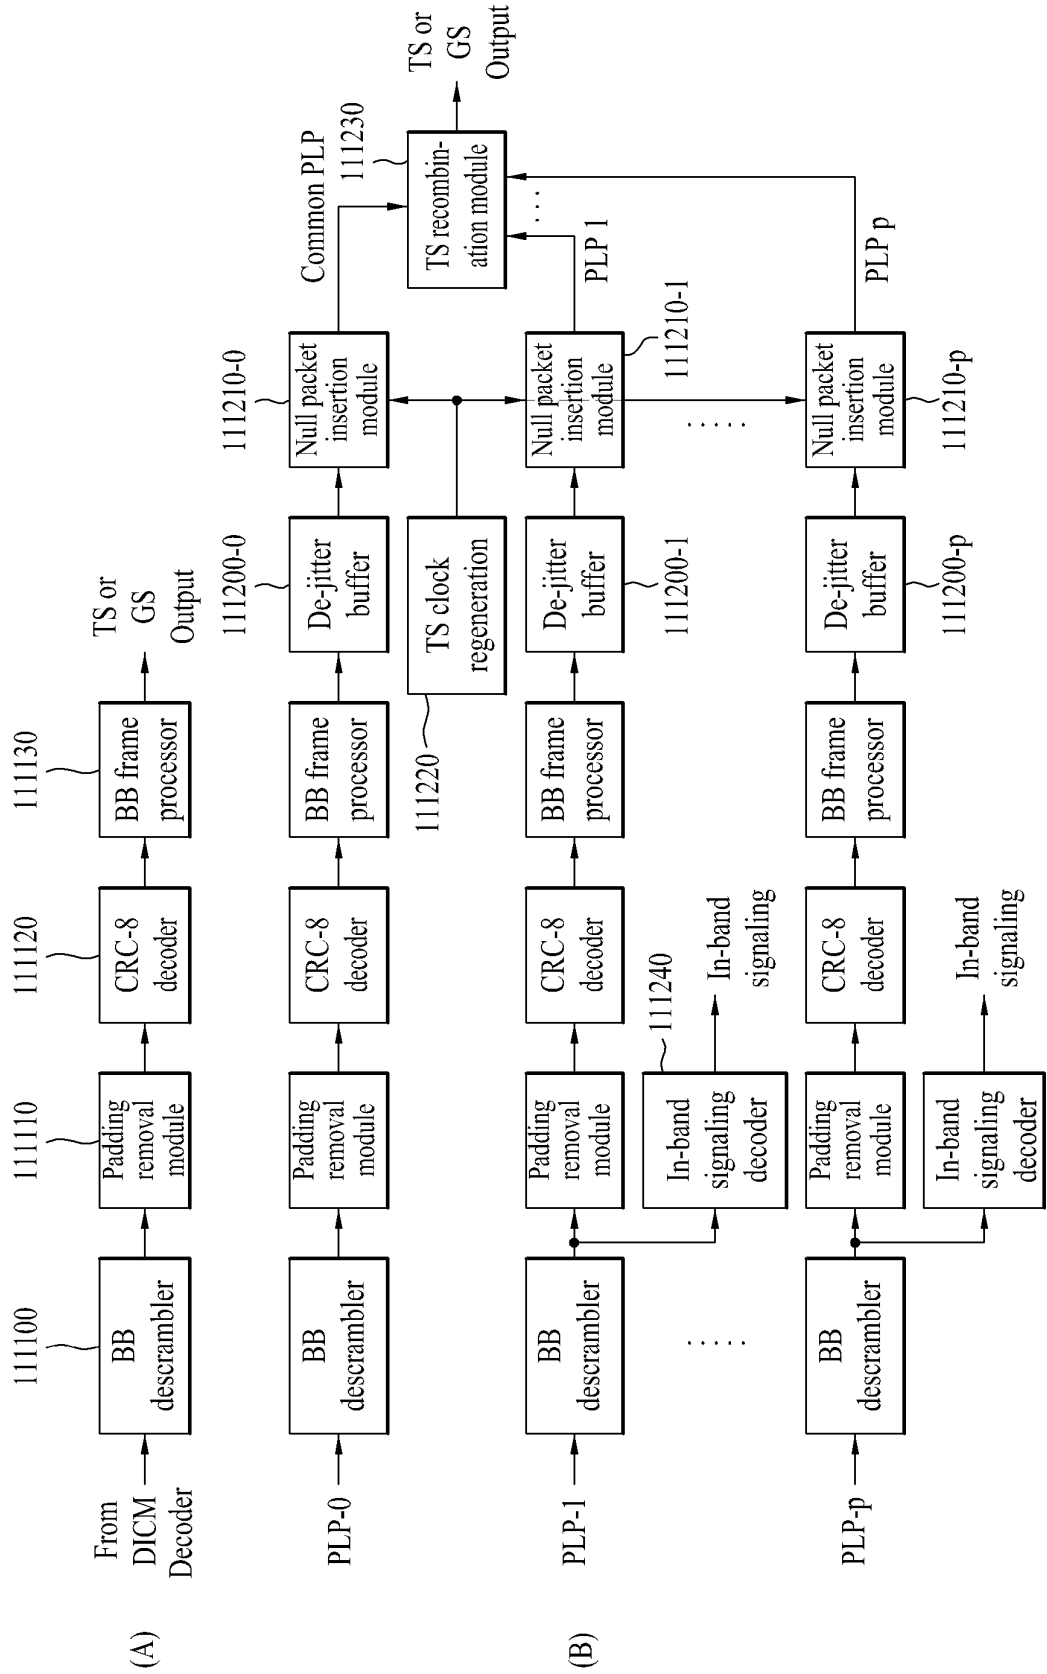 (A)
From
DICM
Decoder
111100
BB
descrambler
111110
Padding
removal
module
111120
CRC-8
decoder
111130
BB frame
processor
TS or
GS
Output
(B)
PLP-0
BB
descrambler
Padding
removal
module
CRC-8
decoder
BB frame
processor
111200-0
De-jitter
buffer
111210-0
Null packet
insertion
module
Common PLP
111220
TS clock
regeneration
111230
TS recombin-
ation module
TS or
GS
Output
PLP-1
BB
descrambler
Padding
removal
module
CRC-8
decoder
BB frame
processor
De-jitter
buffer
111200-1
Null packet
insertion
module
111210-1
PLP 1
. . .
In-band
signaling
decoder
111240
In-band
signaling
. . . . .
. . . . .
PLP-p
BB
descrambler
Padding
removal
module
CRC-8
decoder
BB frame
processor
De-jitter
buffer
111200-p
Null packet
insertion
module
111210-p
PLP p
In-band
signaling
decoder
In-band
signaling